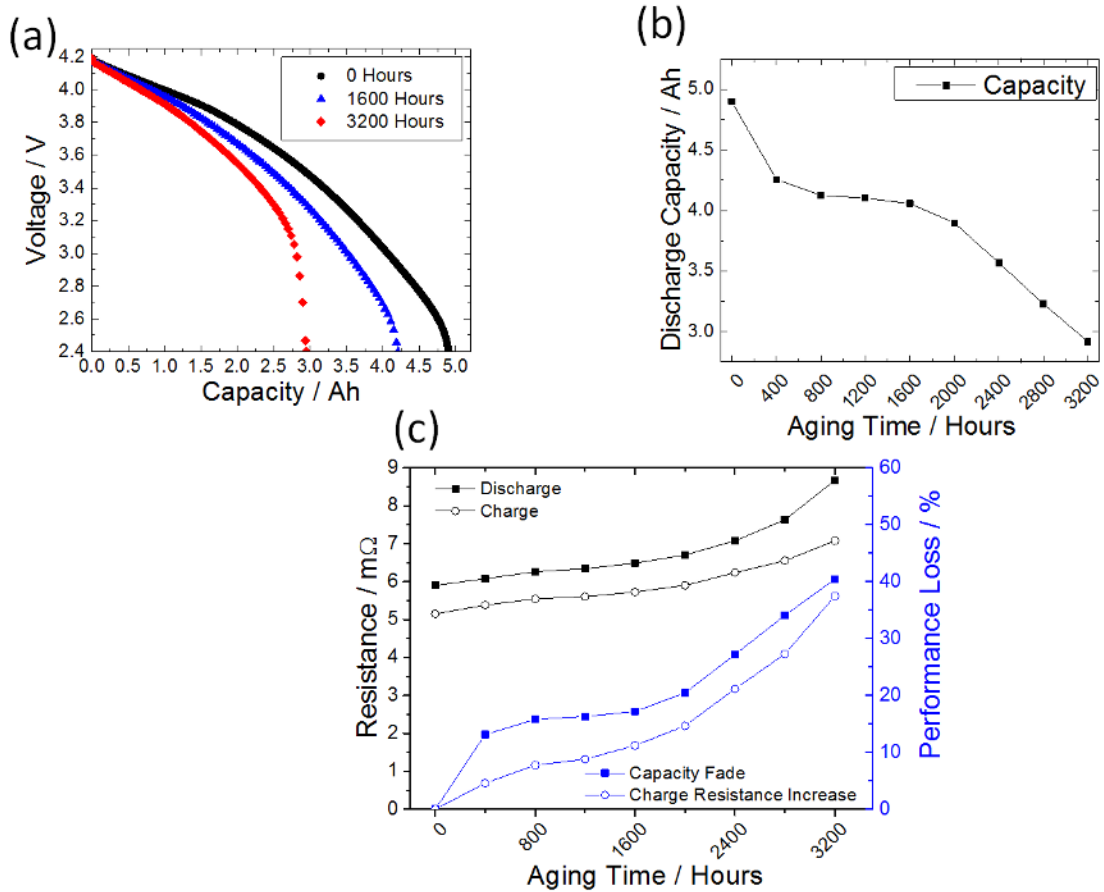 (a)
4.2
4.0
3.8
3.6
3.4
3.2
3.0
2.8
2.6
2.4
Voltage / V
0 Hours
1600 Hours
3200 Hours
0.0 0.5 1.0 1.5 2.0 2.5 3.0 3.5 4.0 4.5 5.0
Capacity / Ah
(b)
Capacity
5.0
4.5
4.0
3.5
3.0
Discharge Capacity / Ah
0 400 800 1200 1600 2000 2400 2800 3200
Aging Time / Hours
(c)
9
8
7
6
5
4
3
2
1
0
Resistance / mΩ
Discharge
Charge
Capacity Fade
Charge Resistance Increase
60
50
40
30
20
10
0
Performance Loss / %
0 800 1600 2400 3200
Aging Time / Hours